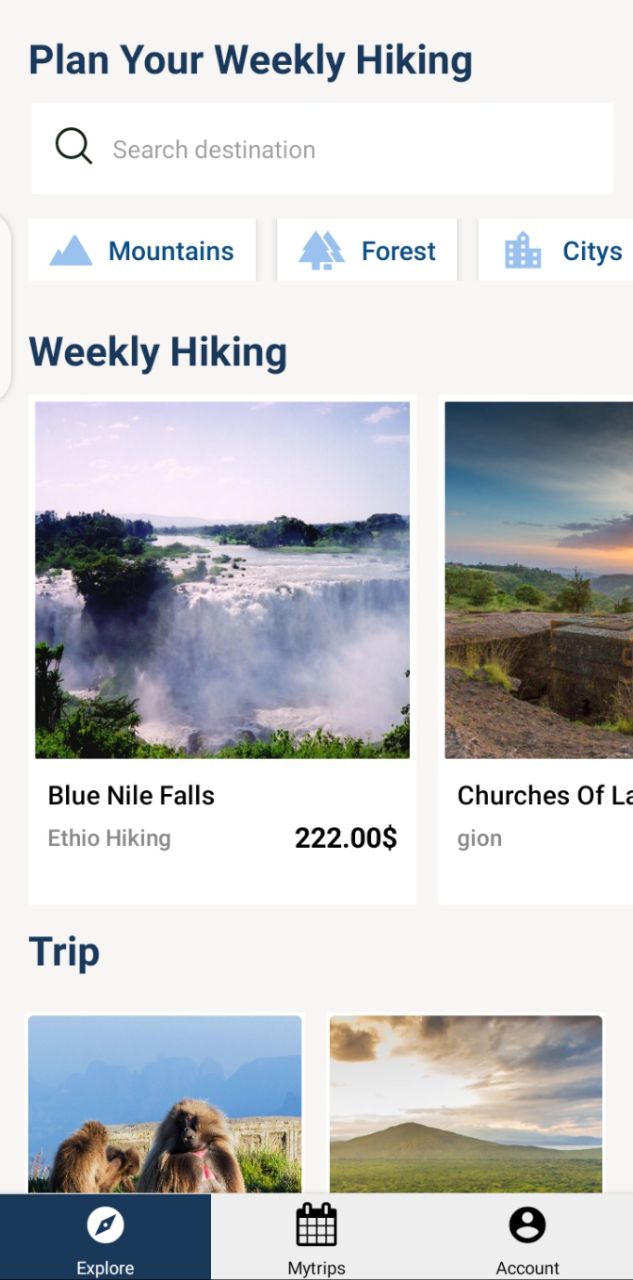 Plan Your Weekly Hiking
Search destination
Mountains
Forest
Citys
Weekly Hiking
Blue Nile Falls
Ethio Hiking
222.00$
Churches Of La
gion
Trip
Explore
Mytrips
Account